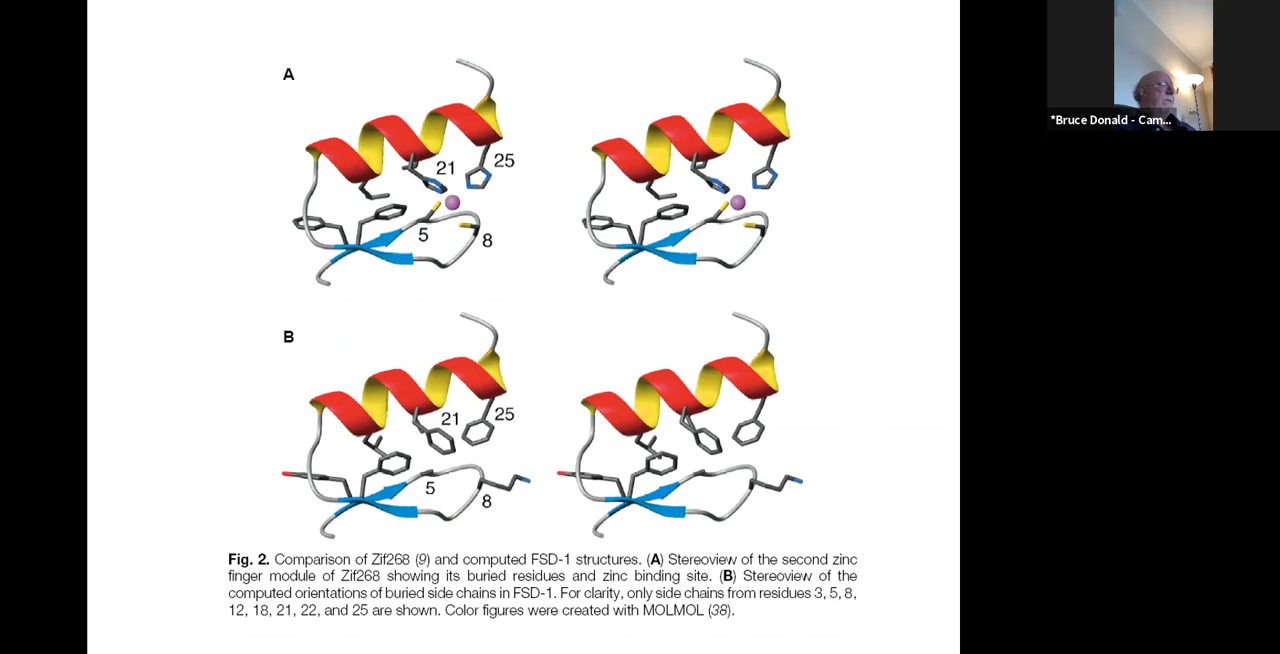 A
21
25
5
8
B
21
25
5
8
Fig. 2. Comparison of Zif268 (9) and computed FSD-1 structures. (A) Stereoview of the second zinc
finger module of Zif268 showing its buried residues and zinc binding site. (B) Stereoview of the
computed orientations of buried side chains in FSD-1. For clarity, only side chains from residues 3, 5, 8,
12, 18, 21, 22, and 25 are shown. Color figures were created with MOLMOL (38).
*Bruce Donald - Cam...